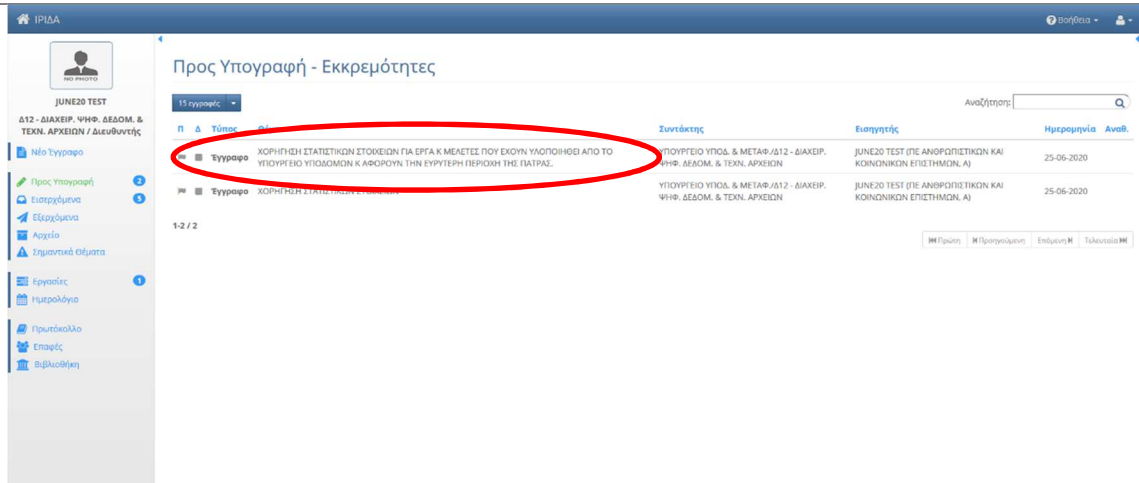 ΙΡΙΔΑ
Βοήθεια
NO PHOTO
JUNE20 TEST
Δ12 - ΔΙΑΧΕΙΡ. ΨΗΦ. ΔΕΔΟΜ. &
ΤΕΧΝ. ΑΡΧΕΙΩΝ / Διευθυντής
Νέο Έγγραφο
Προς Υπογραφή 2
Εισερχόμενα 5
Εξερχόμενα
Αρχείο
Σημαντικά Θέματα
Εργασίες 1
Ημερολόγιο
Πρωτόκολλο
Επαφές
Βιβλιοθήκη
Προς Υπογραφή - Εκκρεμότητες
15 εγγραφές
Αναζήτηση:
Π Δ Τύπος Συντάκτης Εισηγητής Ημερομηνία Αναθ.
Έγγραφο ΧΟΡΗΓΗΣΗ ΣΤΑΤΙΣΤΙΚΩΝ ΣΤΟΙΧΕΙΩΝ ΓΙΑ ΕΡΓΑ Κ ΜΕΛΕΤΕΣ ΠΟΥ ΕΧΟΥΝ ΥΛΟΠΟΙΗΘΕΙ ΑΠΟ ΤΟ
ΥΠΟΥΡΓΕΙΟ ΥΠΟΔΟΜΩΝ Κ ΑΦΟΡΟΥΝ ΤΗΝ ΕΥΡΥΤΕΡΗ ΠΕΡΙΟΧΗ ΤΗΣ ΠΑΤΡΑΣ.
ΥΠΟΥΡΓΕΙΟ ΥΠΟΔ. & ΜΕΤΑΦ./Δ12 - ΔΙΑΧΕΙΡ.
ΨΗΦ. ΔΕΔΟΜ. & ΤΕΧΝ. ΑΡΧΕΙΩΝ
JUNE20 TEST (ΠΕ ΑΝΘΡΩΠΙΣΤΙΚΩΝ ΚΑΙ
ΚΟΙΝΩΝΙΚΩΝ ΕΠΙΣΤΗΜΩΝ, Α)
25-06-2020
Έγγραφο ΧΟΡΗΓΗΣΗ ΣΤΑΤΙΣΤΙΚΩΝ ΣΤΟΙΧΕΙΩΝ
ΥΠΟΥΡΓΕΙΟ ΥΠΟΔ. & ΜΕΤΑΦ./Δ12 - ΔΙΑΧΕΙΡ.
ΨΗΦ. ΔΕΔΟΜ. & ΤΕΧΝ. ΑΡΧΕΙΩΝ
JUNE20 TEST (ΠΕ ΑΝΘΡΩΠΙΣΤΙΚΩΝ ΚΑΙ
ΚΟΙΝΩΝΙΚΩΝ ΕΠΙΣΤΗΜΩΝ, Α)
25-06-2020
1-2 / 2
Πρώτη Προηγούμενη Επόμενη Τελευταία